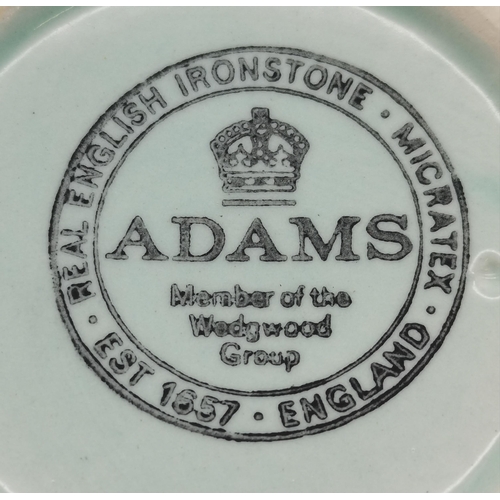 REAL ENGLISH IRONSTONE · MICRATEX · ENGLAND · EST 1657 ·
ADAMS
Member of the
Wedgwood
Group